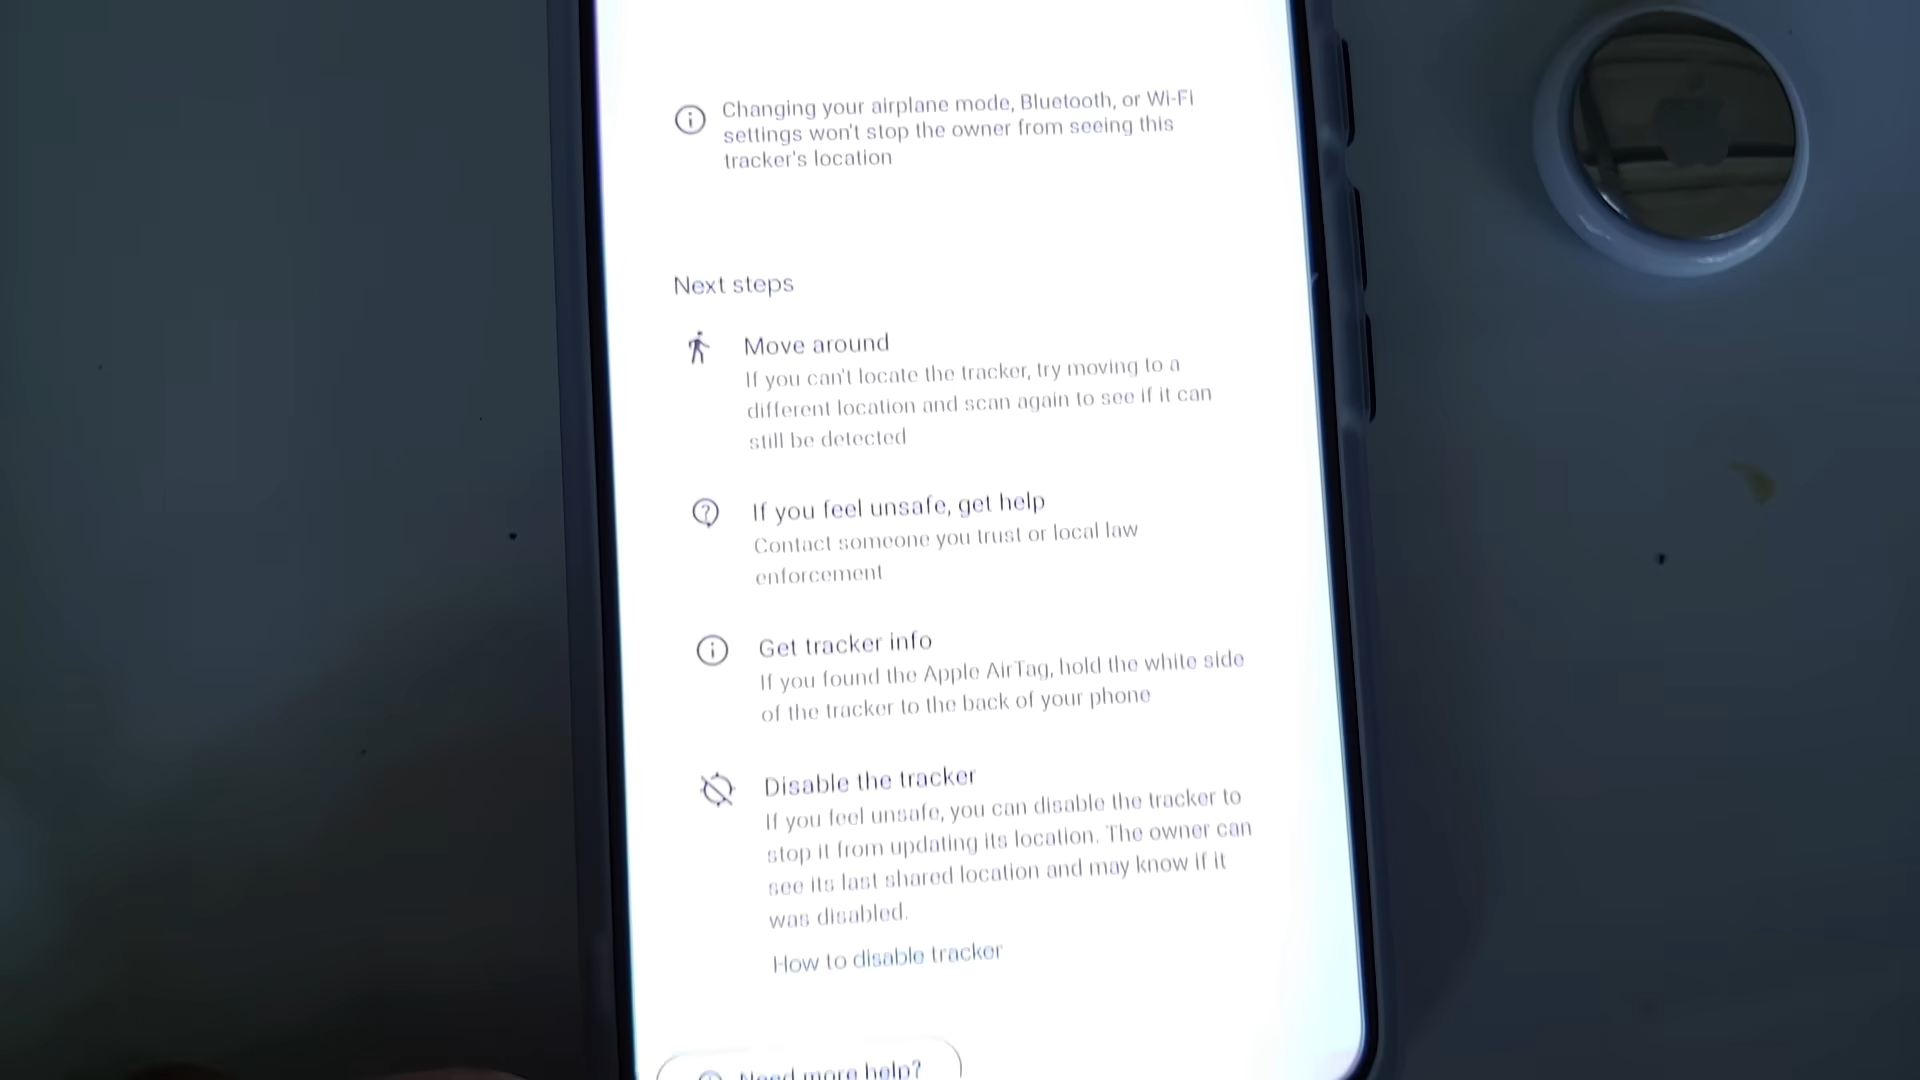 Changing your airplane mode, Bluetooth, or Wi-Fi
settings won't stop the owner from seeing this
tracker's location
Next steps
Move around
If you can't locate the tracker, try moving to a
different location and scan again to see if it can
still be detected
If you feel unsafe, get help
Contact someone you trust or local law
enforcement
Get tracker info
If you found the Apple AirTag, hold the white side
of the tracker to the back of your phone
Disable the tracker
If you feel unsafe, you can disable the tracker to
stop it from updating its location. The owner can
see its last shared location and may know if it
was disabled.
How to disable tracker
Need more help?